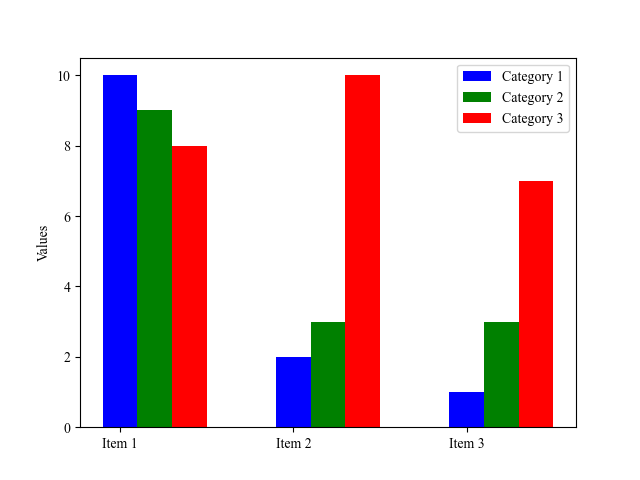 10
8
6
4
2
0
Values
Category 1
Category 2
Category 3
Item 1
Item 2
Item 3